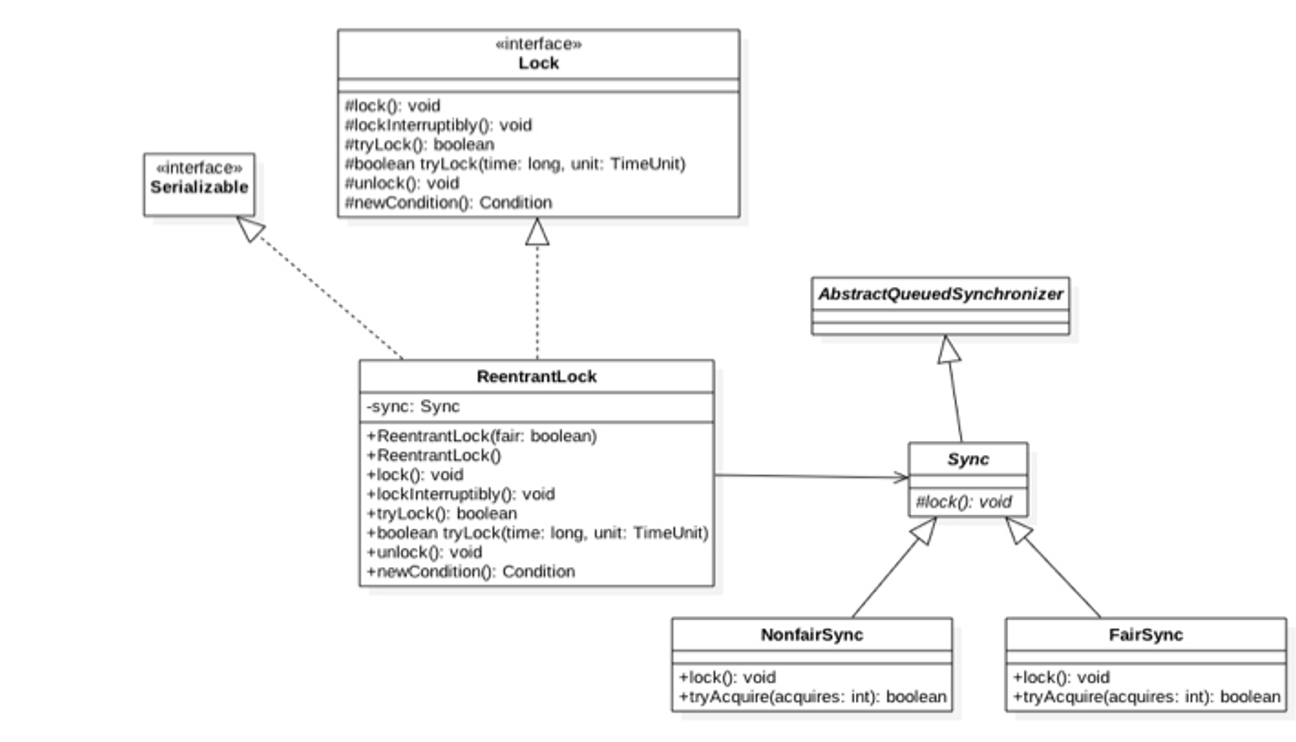 «interface»
Lock
#lock(): void
#lockInterruptibly(): void
#tryLock(): boolean
#boolean tryLock(time: long, unit: TimeUnit)
#unlock(): void
#newCondition(): Condition
«interface»
Serializable
AbstractQueuedSynchronizer
ReentrantLock
-sync: Sync
+ReentrantLock(fair: boolean)
+ReentrantLock()
+lock(): void
+lockInterruptibly(): void
+tryLock(): boolean
+boolean tryLock(time: long, unit: TimeUnit)
+unlock(): void
+newCondition(): Condition
Sync
#lock(): void
NonfairSync
+lock(): void
+tryAcquire(acquires: int): boolean
FairSync
+lock(): void
+tryAcquire(acquires: int): boolean